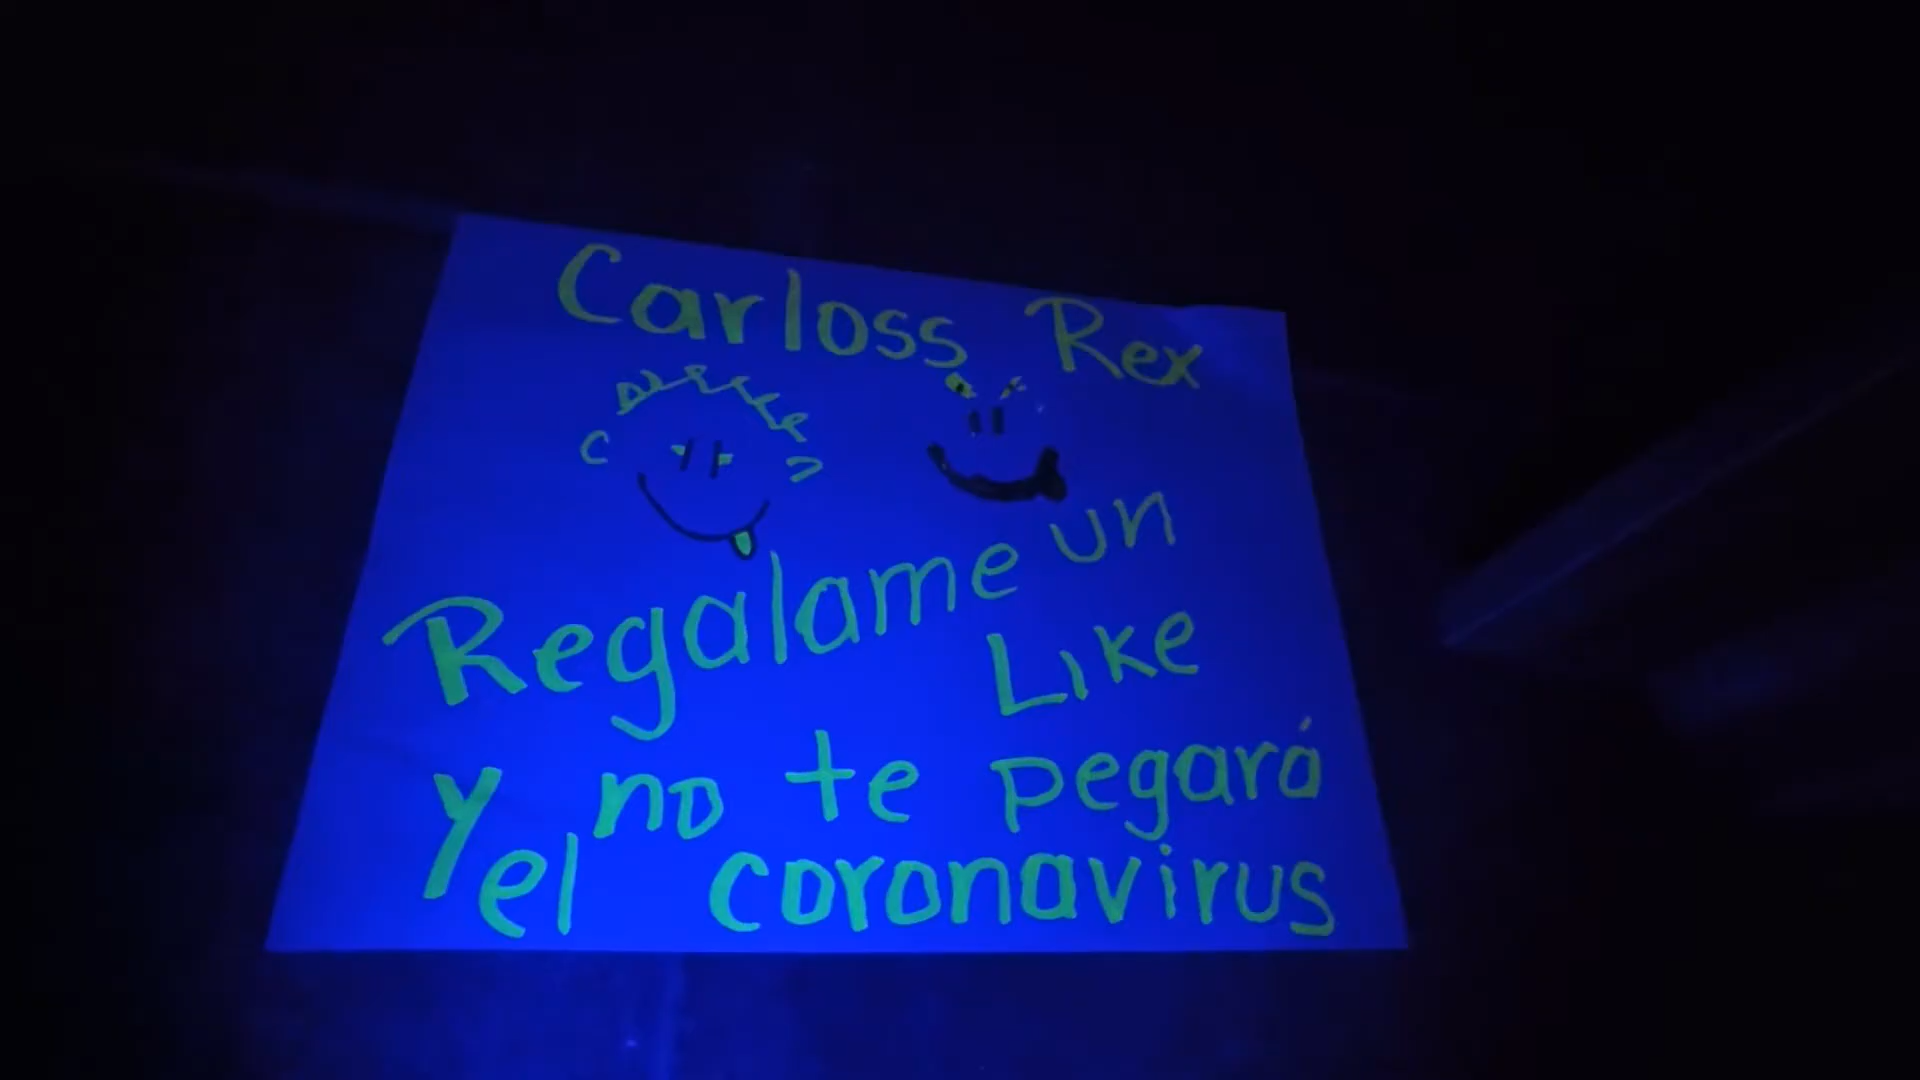 Carloss Rex
Regalame un
Like
y no te pegará
el coronavirus